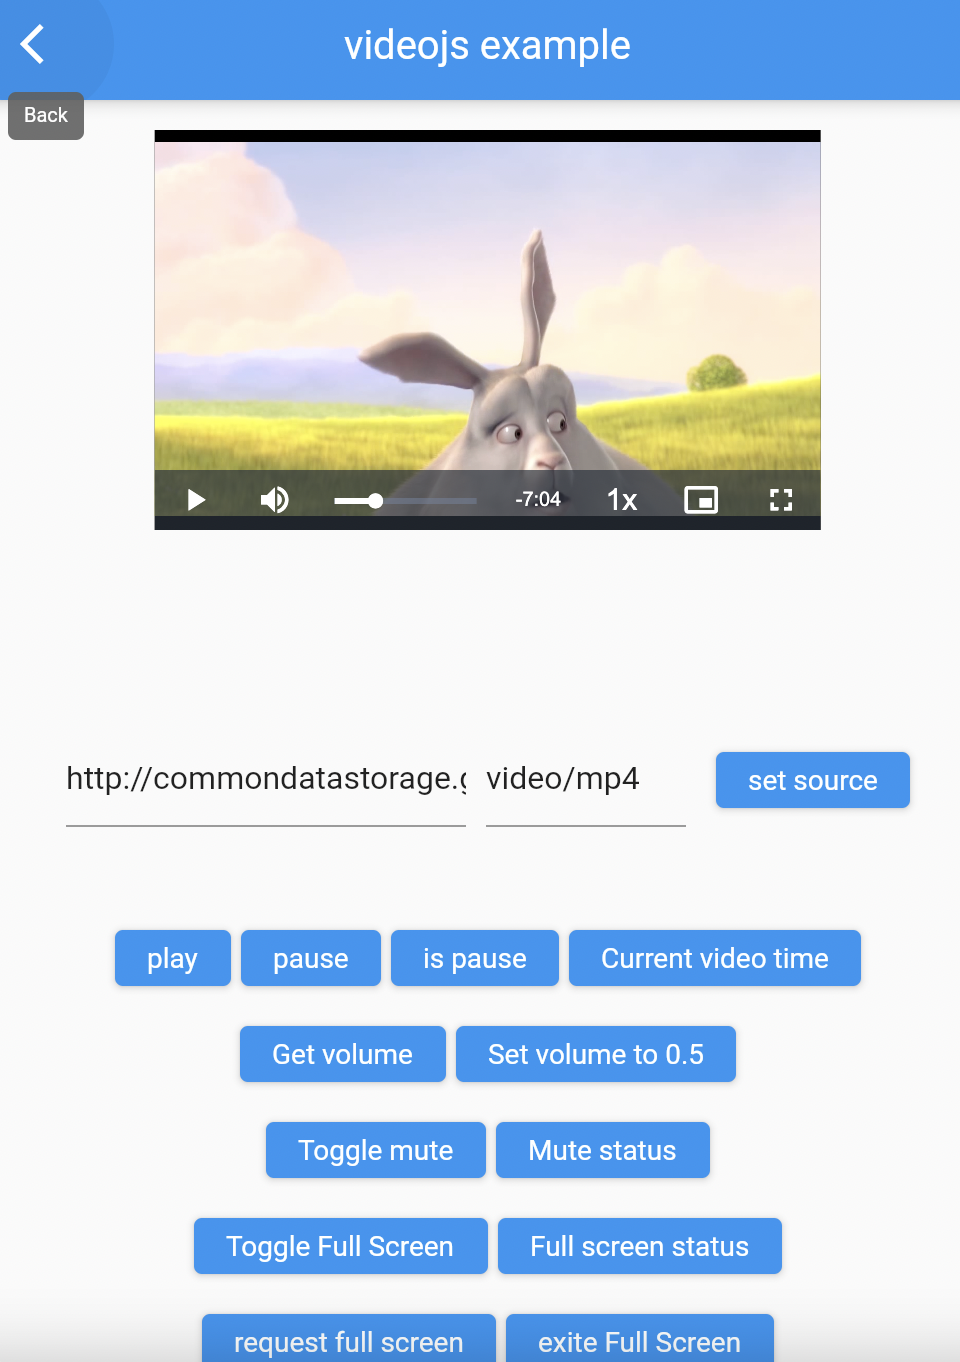 videojs example
Back
-7:04 1x
http://commondatastorage.g video/mp4 set source
play pause is pause Current video time
Get volume Set volume to 0.5
Toggle mute Mute status
Toggle Full Screen Full screen status
request full screen exite Full Screen